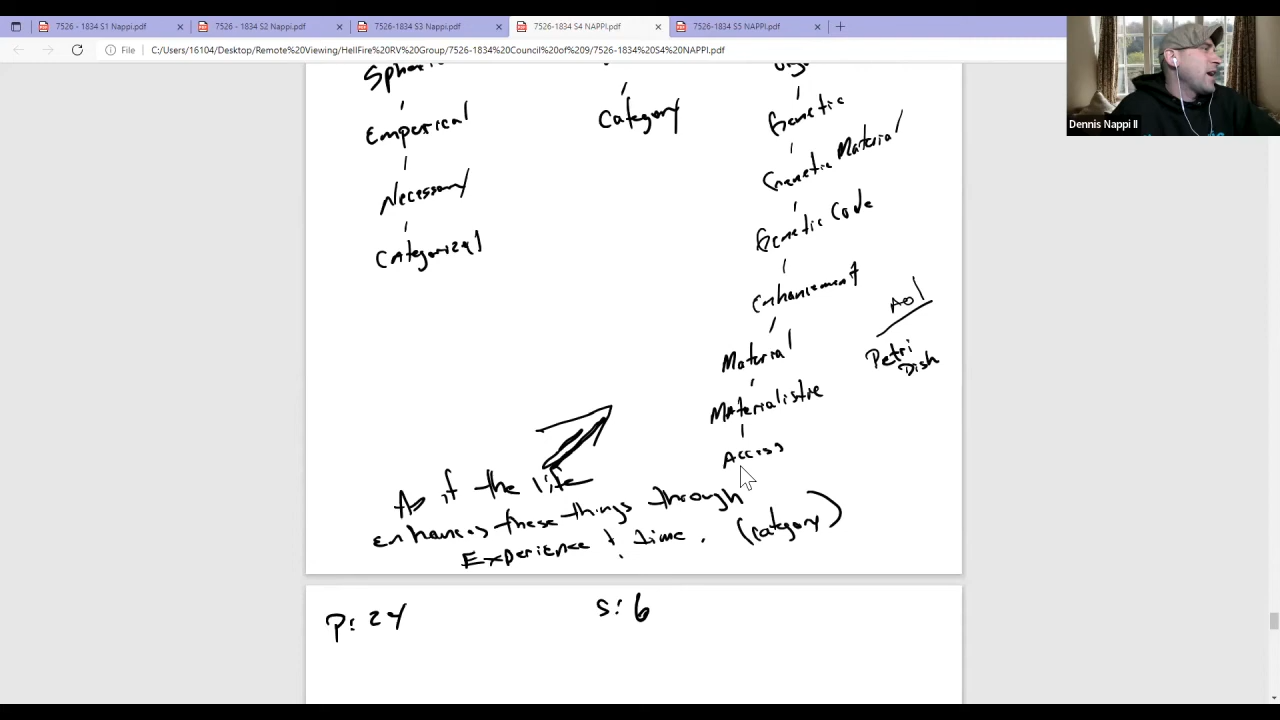 7526 - 1834 S1 Nappi.pdf
7526 - 1834 S2 Nappi.pdf
7526-1834 S3 Nappi.pdf
7526-1834 S4 NAPPI.pdf
7526-1834 S5 NAPPI.pdf
File C:/Users/16104/Desktop/Remote%20Viewing/HellFire%20RV%20Group/7526-1834%20Council%20of%209/7526-1834%20S4%20NAPPI.pdf
Dennis Nappi II
Emperical
Necessary
Categorical
Category
Genetic
Genetic Material
Genetic Code
Enhancement
Material
Materialistic
Access
Aol
Petri
Dish
As if the life
enhances these things through
Experience + time. (category)
P: 24
S: 6